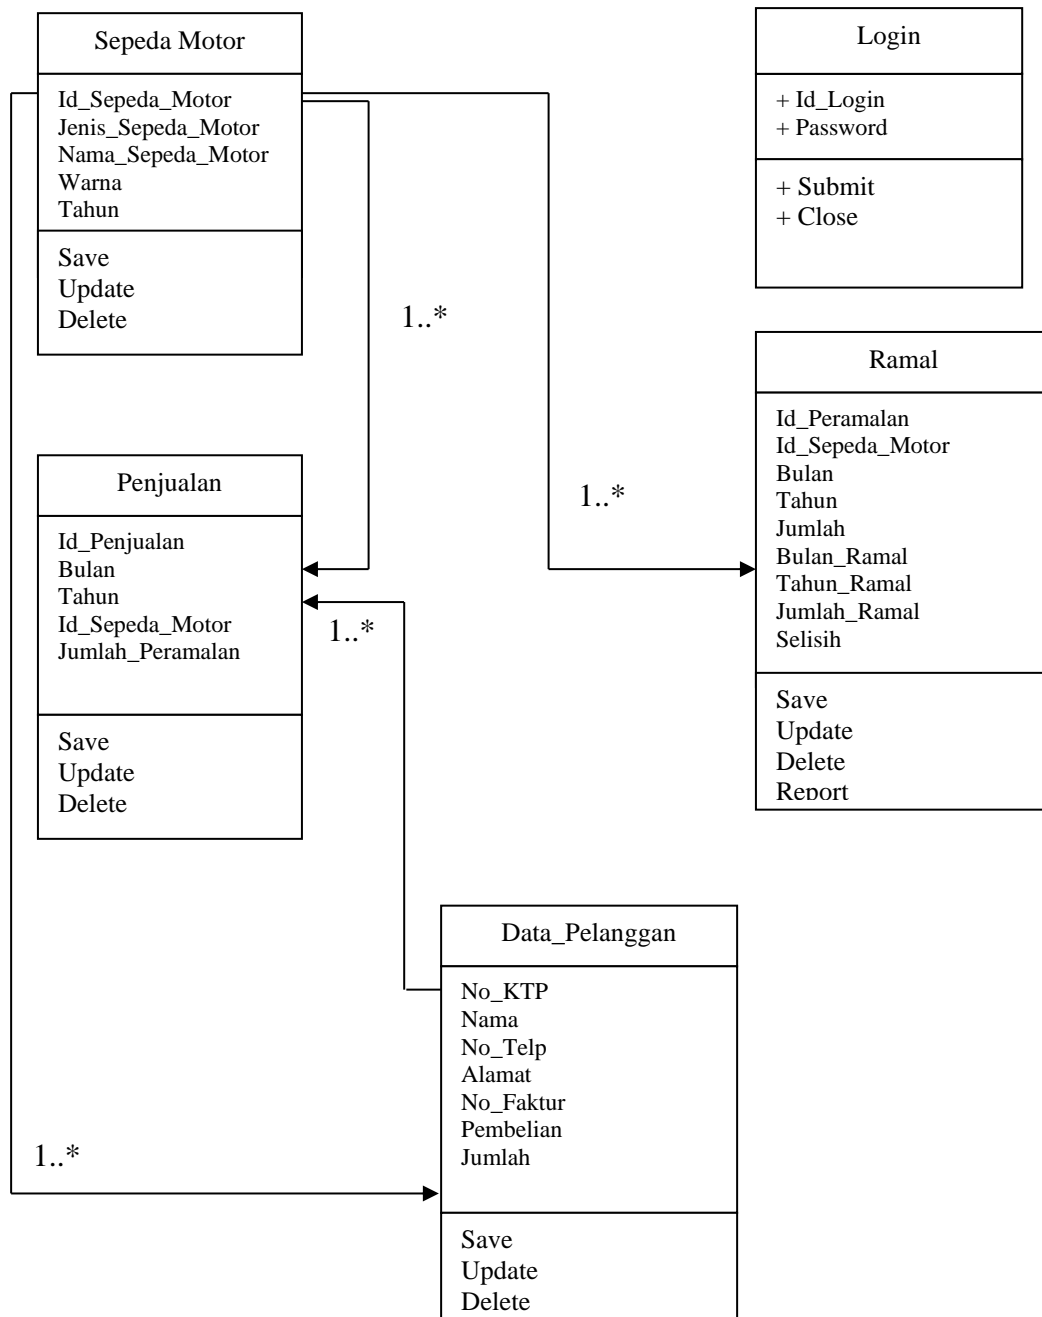 Sepeda Motor
Id_Sepeda_Motor
Jenis_Sepeda_Motor
Nama_Sepeda_Motor
Warna
Tahun
Save
Update
Delete
Login
+ Id_Login
+ Password
+ Submit
+ Close
1..*
Ramal
Id_Peramalan
Id_Sepeda_Motor
Bulan
Tahun
Jumlah
Bulan_Ramal
Tahun_Ramal
Jumlah_Ramal
Selisih
Save
Update
Delete
Report
1..*
Penjualan
Id_Penjualan
Bulan
Tahun
Id_Sepeda_Motor
Jumlah_Peramalan
Save
Update
Delete
1..*
Data_Pelanggan
No_KTP
Nama
No_Telp
Alamat
No_Faktur
Pembelian
Jumlah
Save
Update
Delete
1..*